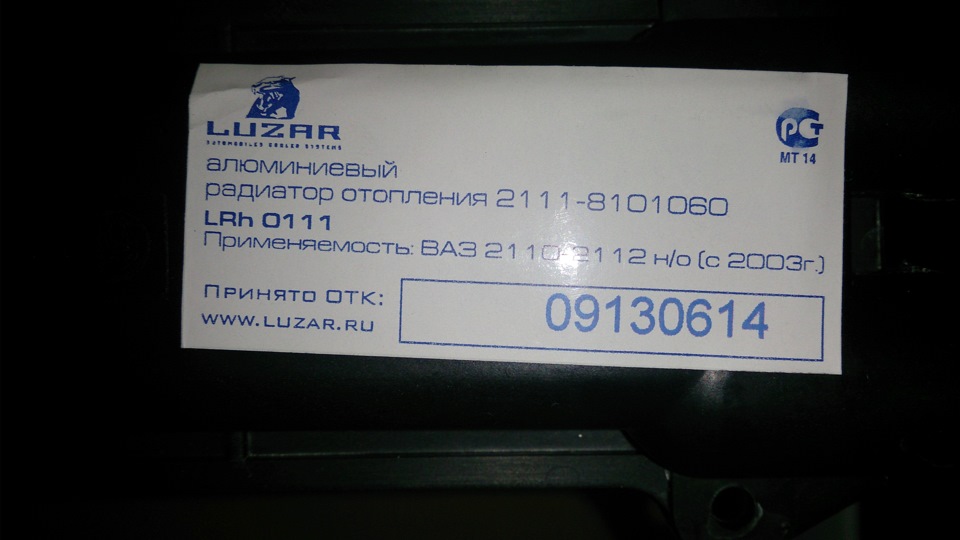 LUZAR
AUTOMOBILES COOLER SYSTEMS
РСТ
МТ 14
алюминиевый
радиатор отопления 2111-8101060
LRh 0111
Применяемость: ВАЗ 2110-2112 н/о (с 2003г.)
Принято ОТК:
09130614
WWW.LUZAR.RU